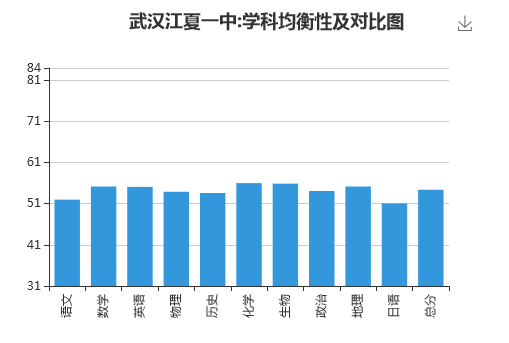 武汉江夏一中:学科均衡性及对比图
84
81
71
61
51
41
31
语文
数学
英语
物理
历史
化学
生物
政治
地理
日语
总分